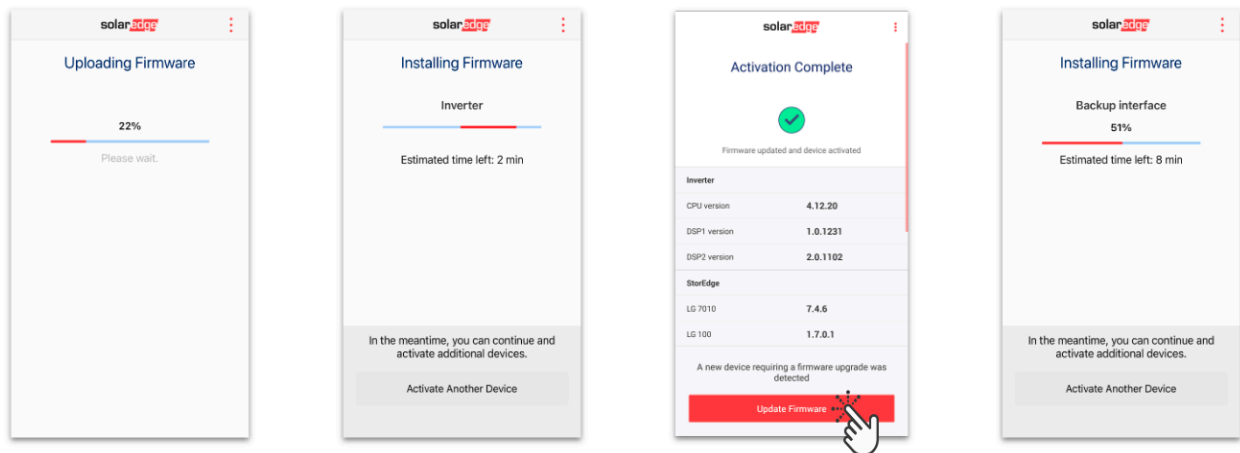 solaredge
Uploading Firmware
22%
Please wait.
solaredge
Installing Firmware
Inverter
Estimated time left: 2 min
In the meantime, you can continue and
activate additional devices.
Activate Another Device
solaredge
Activation Complete
Firmware updated and device activated
Inverter
CPU version 4.12.20
DSP1 version 1.0.1231
DSP2 version 2.0.1102
StorEdge
LG 7010 7.4.6
LG 100 1.7.0.1
A new device requiring a firmware upgrade was
detected
Update Firmware
solaredge
Installing Firmware
Backup interface
51%
Estimated time left: 8 min
In the meantime, you can continue and
activate additional devices.
Activate Another Device